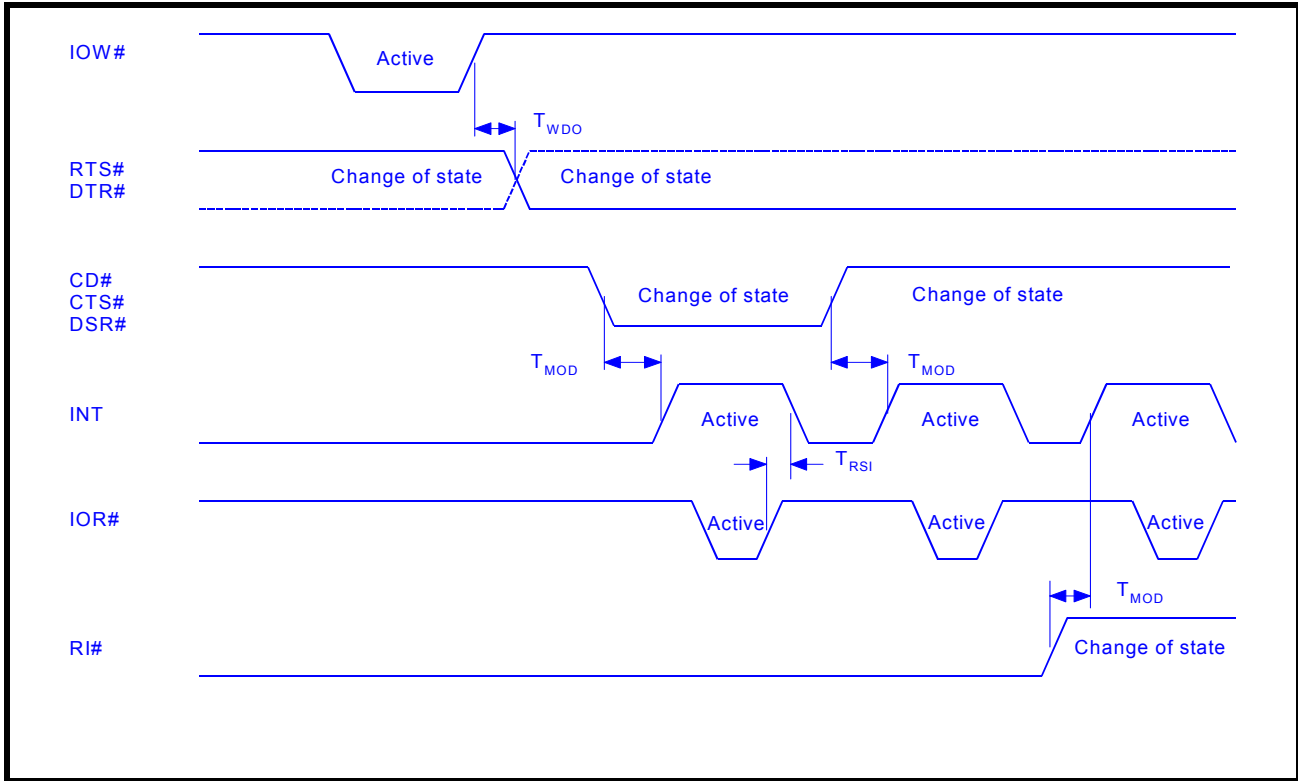 IOW#
Active
TWDO
RTS#
DTR#
Change of state
Change of state
CD#
CTS#
DSR#
Change of state
Change of state
TMOD
TMOD
INT
Active
Active
Active
TRSI
IOR#
Active
Active
Active
TMOD
RI#
Change of state